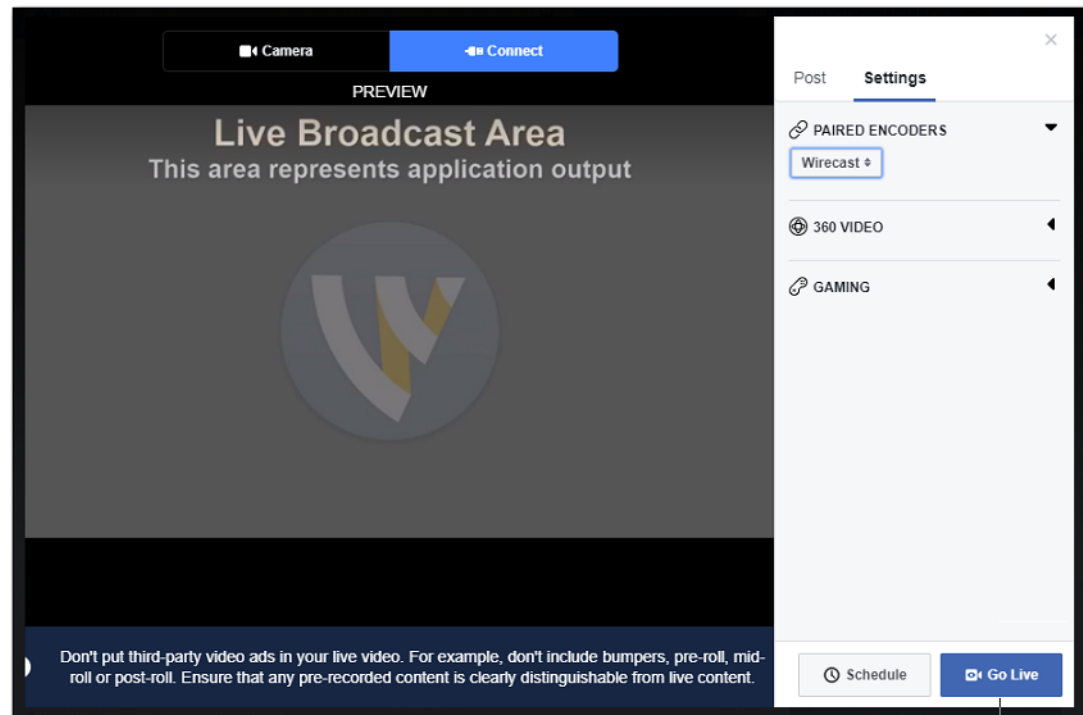 Camera
Connect
PREVIEW
Live Broadcast Area
This area represents application output
Don't put third-party video ads in your live video. For example, don't include bumpers, pre-roll, mid-
roll or post-roll. Ensure that any pre-recorded content is clearly distinguishable from live content.
Post
Settings
PAIRED ENCODERS
Wirecast
360 VIDEO
GAMING
Schedule
Go Live